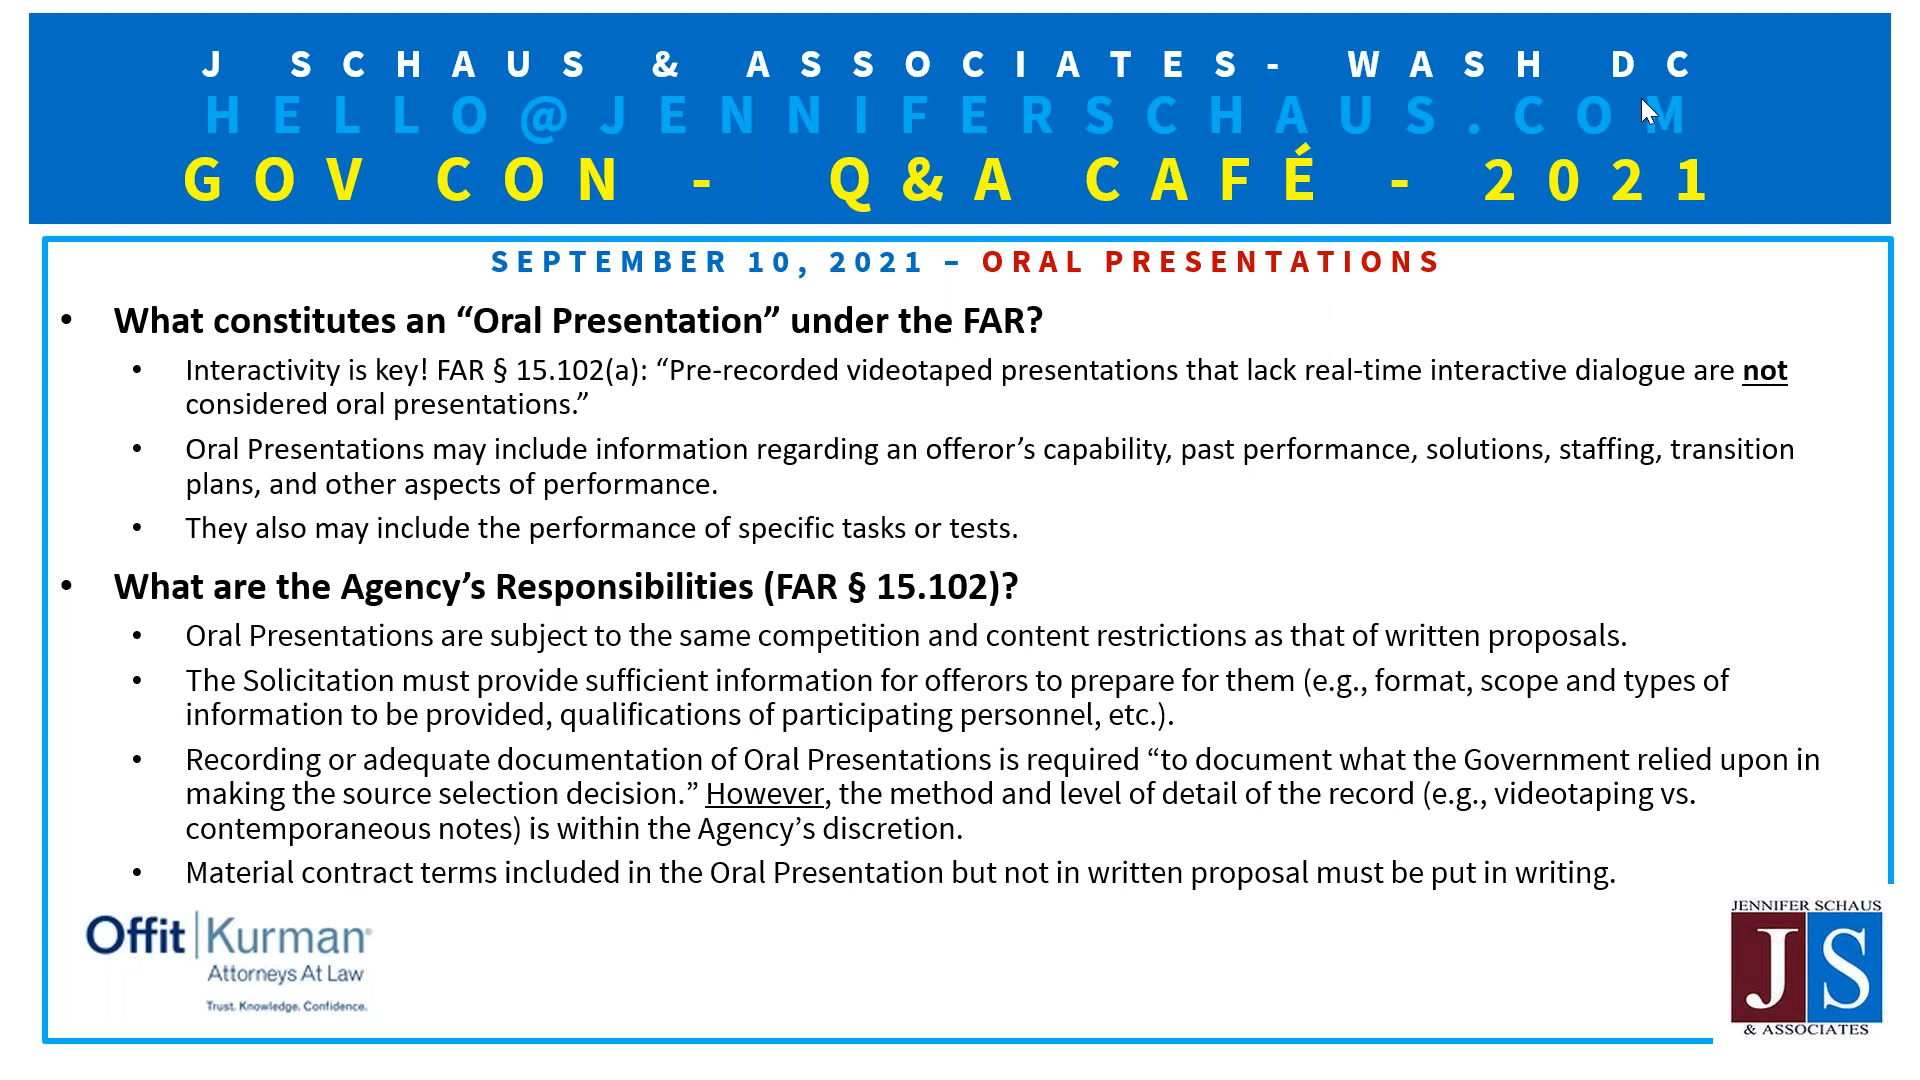 J SCHAUS & ASSOCIATES- WASH DC
HELLO@JENNIFERSCHAUS.COM
GOV CON - Q&A CAFÉ - 2021
SEPTEMBER 10, 2021 – ORAL PRESENTATIONS
• What constitutes an “Oral Presentation” under the FAR?
• Interactivity is key! FAR § 15.102(a): “Pre-recorded videotaped presentations that lack real-time interactive dialogue are not
considered oral presentations.”
• Oral Presentations may include information regarding an offeror’s capability, past performance, solutions, staffing, transition
plans, and other aspects of performance.
• They also may include the performance of specific tasks or tests.
• What are the Agency’s Responsibilities (FAR § 15.102)?
• Oral Presentations are subject to the same competition and content restrictions as that of written proposals.
• The Solicitation must provide sufficient information for offerors to prepare for them (e.g., format, scope and types of
information to be provided, qualifications of participating personnel, etc.).
• Recording or adequate documentation of Oral Presentations is required “to document what the Government relied upon in
making the source selection decision.” However, the method and level of detail of the record (e.g., videotaping vs.
contemporaneous notes) is within the Agency’s discretion.
• Material contract terms included in the Oral Presentation but not in written proposal must be put in writing.
Offit|Kurman®
Attorneys At Law
Trust. Knowledge. Confidence.
JENNIFER SCHAUS
JS
& ASSOCIATES